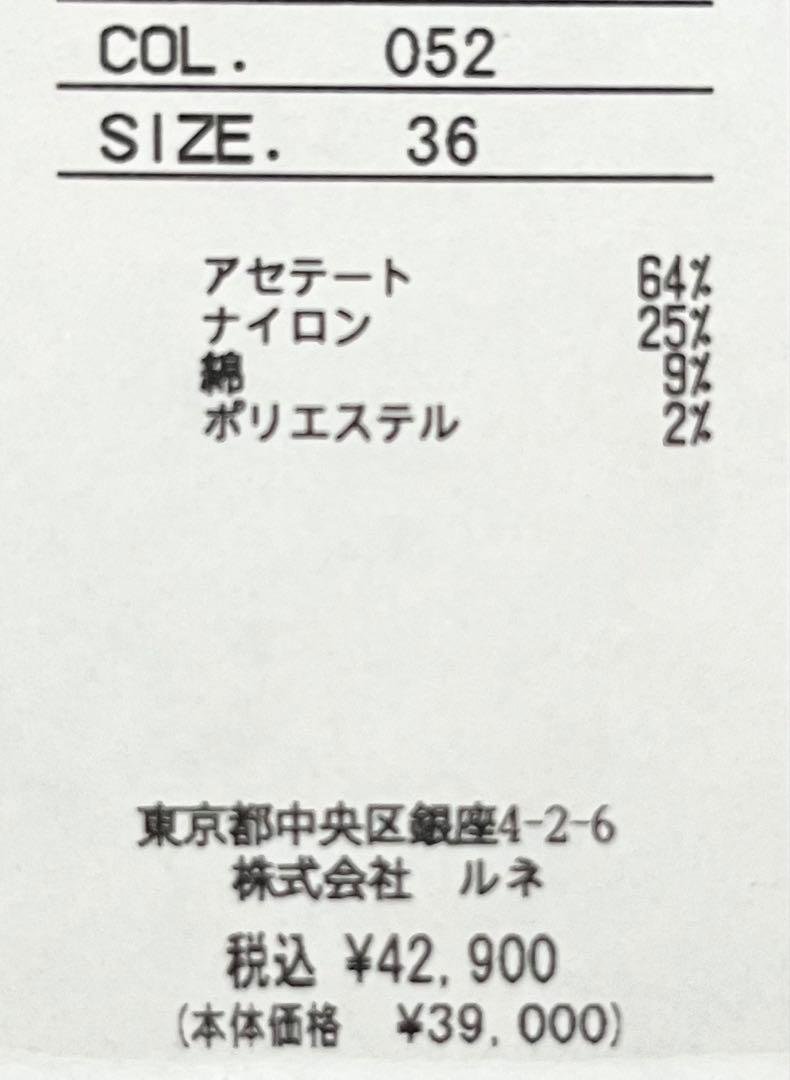 COL. 052
SIZE. 36
アセテート 64%
ナイロン 25%
綿 9%
ポリエステル 2%
東京都中央区銀座4-2-6
株式会社 ルネ
税込 ¥42,900
(本体価格 ¥39,000)